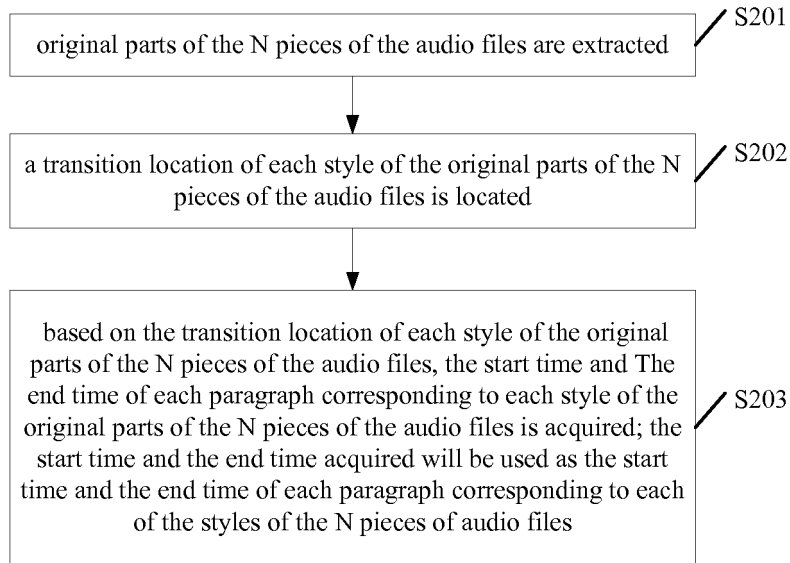 original parts of the N pieces of the audio files are extracted
S201
a transition location of each style of the original parts of the N
pieces of the audio files is located
S202
based on the transition location of each style of the original
parts of the N pieces of the audio files, the start time and The
end time of each paragraph corresponding to each style of the
original parts of the N pieces of the audio files is acquired; the
start time and the end time acquired will be used as the start
time and the end time of each paragraph corresponding to each
of the styles of the N pieces of audio files
S203